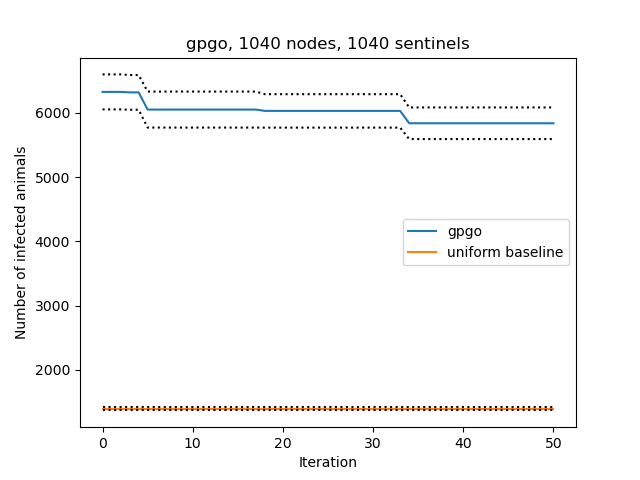 gpgo, 1040 nodes, 1040 sentinels
Number of infected animals
6000
5000
4000
3000
2000
gpgo
uniform baseline
0 10 20 30 40 50
Iteration